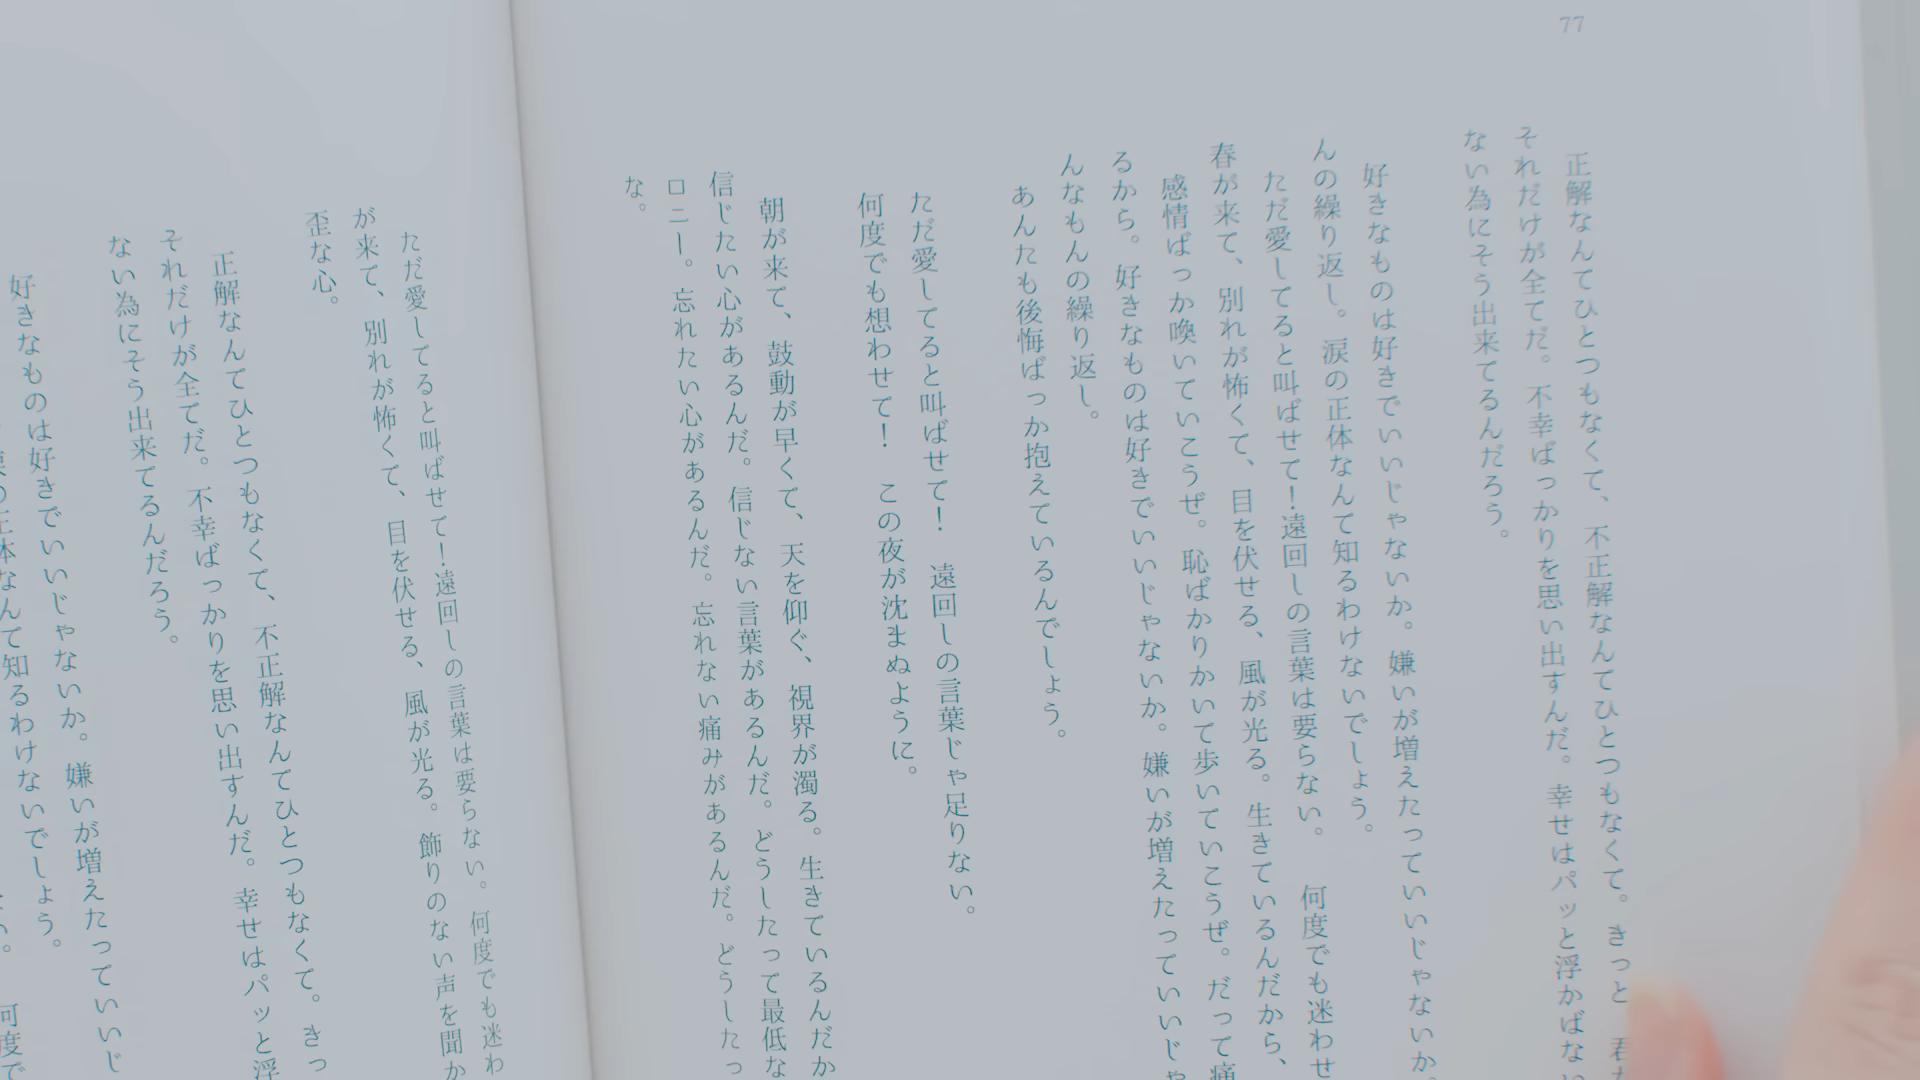 77
正解なんてひとつもなくて、不正解なんてひとつもなくて。きっと　君
それだけが全てだ。不幸ばっかりを思い出すんだ。幸せはパッと浮かばない
ない為にそう出来てるんだろう。
好きなものは好きでいいじゃないか。嫌いが増えたっていいじゃないか。
んの繰り返し。涙の正体なんて知るわけないでしょう。
ただ愛してると叫ばせて！遠回しの言葉は要らない。　何度でも迷わせ
春が来て、別れが怖くて、目を伏せる、風が光る。生きているんだから、
感情ばっか喚いていこうぜ。恥ばかりかいて歩いていこうぜ。だって痛
るから。好きなものは好きでいいじゃないか。嫌いが増えたっていいじゃ
んなもんの繰り返し。
あんたも後悔ばっか抱えているんでしょう。
ただ愛してると叫ばせて！　遠回しの言葉じゃ足りない。
何度でも想わせて！　この夜が沈まぬように。
朝が来て、鼓動が早くて、天を仰ぐ、視界が濁る。生きているんだか
信じたい心があるんだ。信じない言葉があるんだ。どうしたって最低な
ロニー。忘れたい心があるんだ。忘れない痛みがあるんだ。どうしたっ
な。
ただ愛してると叫ばせて！遠回しの言葉は要らない。何度でも迷わ
が来て、別れが怖くて、目を伏せる、風が光る。飾りのない声を聞か
歪な心。
正解なんてひとつもなくて、不正解なんてひとつもなくて。きっ
それだけが全てだ。不幸ばっかりを思い出すんだ。幸せはパッと浮
ない為にそう出来てるんだろう。
好きなものは好きでいいじゃないか。嫌いが増えたっていいじ
正体なんて知るわけないでしょう。
何度で